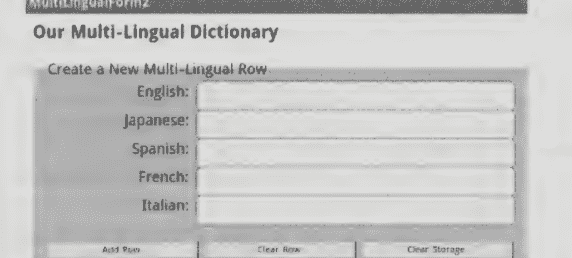 MultiLingualForm2
Our Multi-Lingual Dictionary
Create a New Multi-Lingual Row
English:
Japanese:
Spanish:
French:
Italian:
Add Row Clear Row Clear Storage